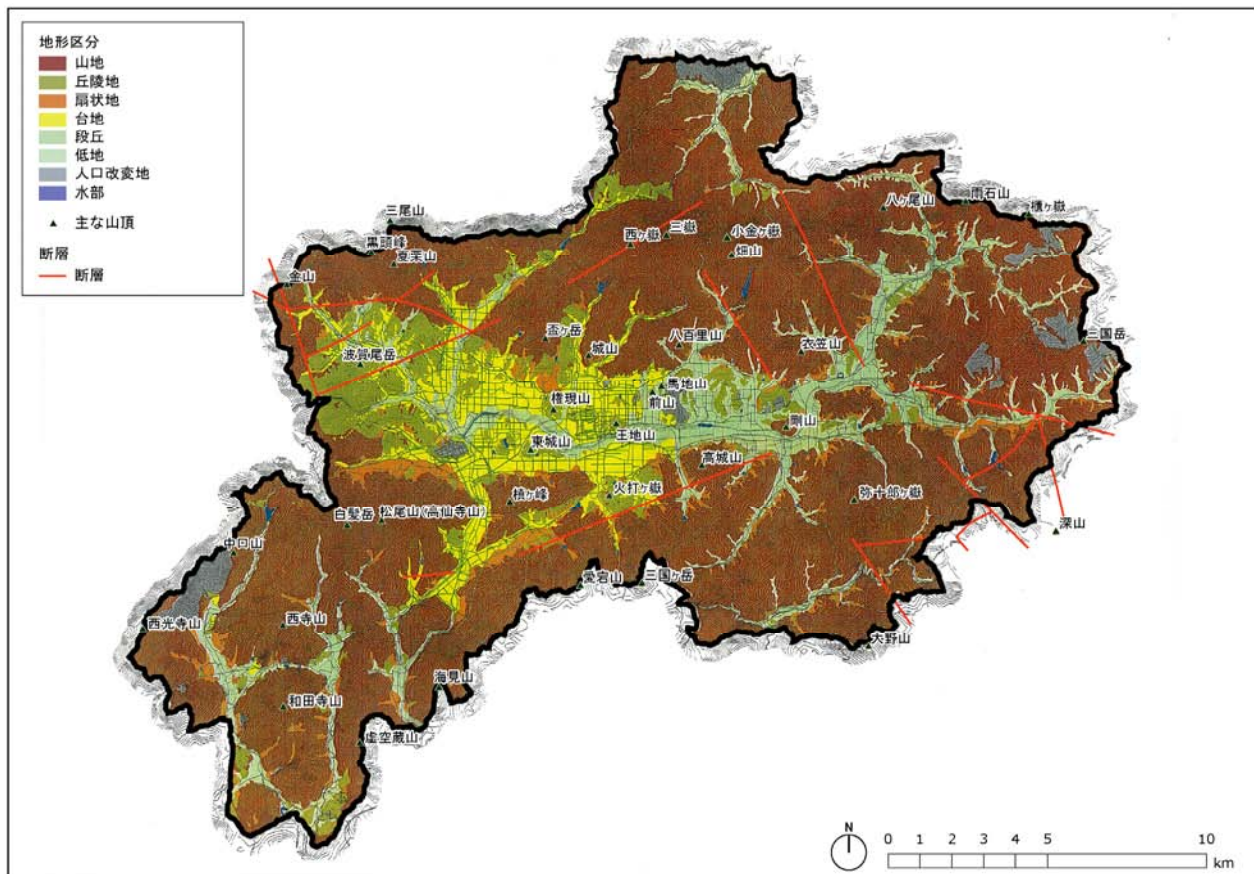 地形区分
山地
丘陵地
扇状地
台地
段丘
低地
人口改変地
水部
主な山頂
断層
断層
三尾山
黒頭峰
夏栗山
金山
西ヶ嶽
三嶽
小金ヶ嶽
畑山
八ヶ尾山
雨石山
櫃ヶ嶽
三国岳
波賀尾岳
盃ヶ岳
城山
八百里山
衣笠山
馬地山
前山
権現山
王地山
東城山
剛山
高城山
火打ヶ嶽
槙ヶ峰
弥十郎ヶ嶽
深山
白髪岳
松尾山(高仙寺山)
中口山
愛宕山
三国ヶ岳
大野山
西光寺山
西寺山
海見山
和田寺山
虚空蔵山
N
0 1 2 3 4 5 10
km